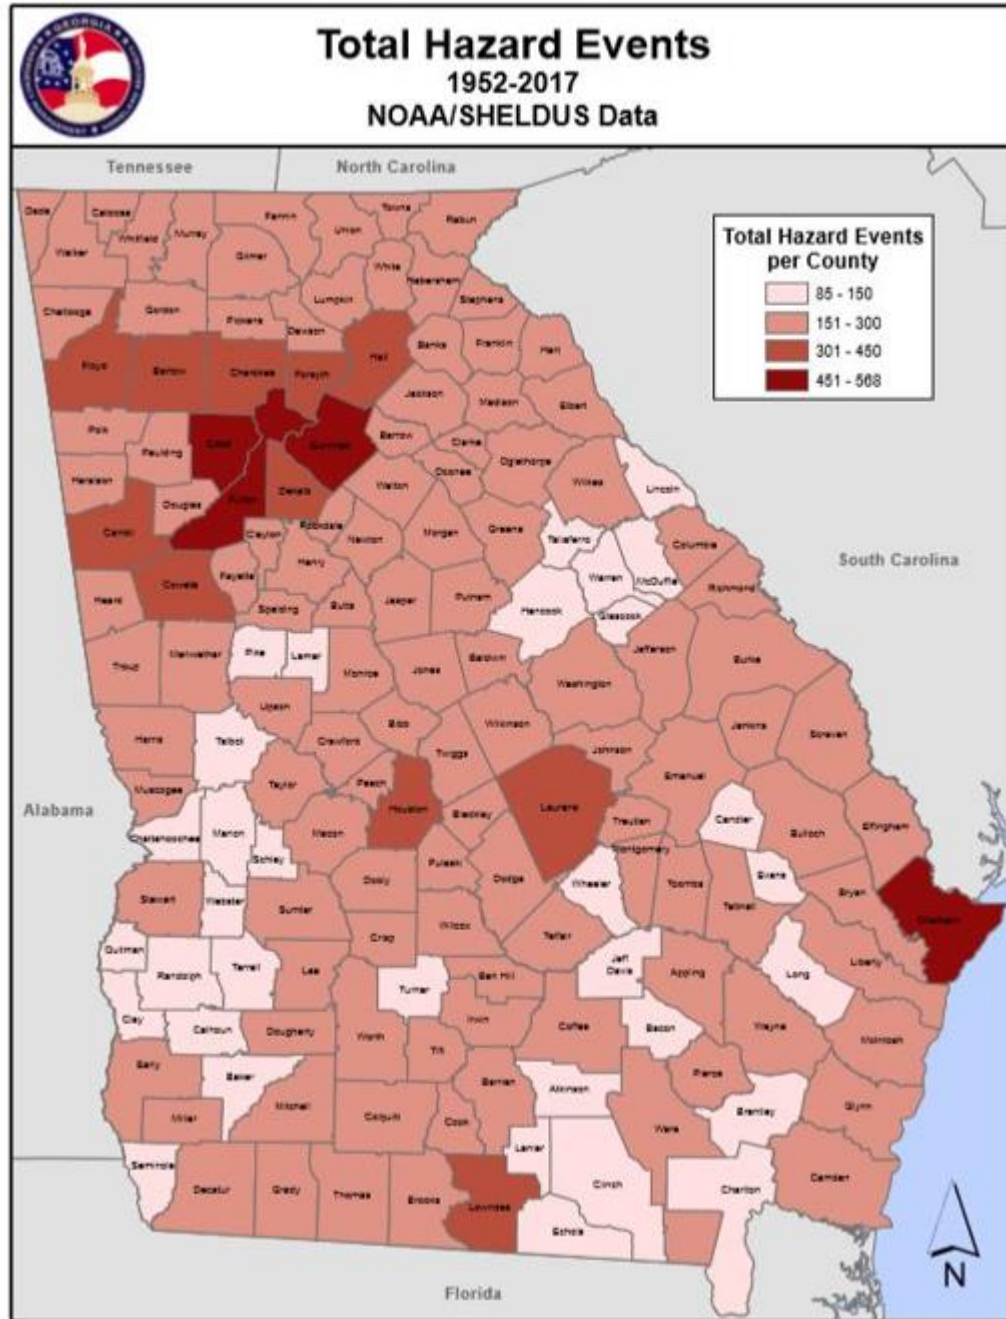 GEORGIA
Total Hazard Events
1952-2017
NOAA/SHELDUS Data
Tennessee
North Carolina
Total Hazard Events
per County
85 - 150
151 - 300
301 - 450
451 - 568
Dade
Catoosa
Whitfield
Murray
Fannin
Union
Towns
Rabun
Walker
Gilmer
White
Habersham
Lumpkin
Stephens
Chattooga
Gordon
Pickens
Dawson
Banks
Franklin
Hart
Floyd
Bartow
Cherokee
Forsyth
Hall
Jackson
Madison
Elbert
Polk
Paulding
Cobb
Gwinnett
Barrow
Clarke
Oconee
Oglethorpe
Wilkes
Lincoln
Haralson
Douglas
Fulton
Dekalb
Walton
Carroll
Clayton
Rockdale
Newton
Morgan
Greene
Taliaferro
Columbia
Warren
McDuffie
South Carolina
Heard
Coweta
Fayette
Henry
Spalding
Butts
Jasper
Putnam
Hancock
Glascock
Richmond
Troup
Meriwether
Pike
Lamar
Monroe
Jones
Baldwin
Washington
Jefferson
Burke
Upson
Bibb
Wilkinson
Jenkins
Screven
Harris
Talbot
Crawford
Twiggs
Johnson
Muscogee
Taylor
Peach
Houston
Bleckley
Laurens
Treutlen
Emanuel
Candler
Bulloch
Effingham
Alabama
Chattahoochee
Marion
Macon
Schley
Pulaski
Montgomery
Evans
Stewart
Webster
Sumter
Dooly
Dodge
Wheeler
Toombs
Tattnall
Bryan
Chatham
Crisp
Wilcox
Telfair
Quitman
Randolph
Terrell
Lee
Turner
Ben Hill
Jeff
Davis
Appling
Long
Liberty
Clay
Calhoun
Dougherty
Worth
Tift
Irwin
Coffee
Bacon
Wayne
McIntosh
Early
Baker
Berrien
Pierce
Miller
Mitchell
Colquitt
Cook
Atkinson
Ware
Brantley
Glynn
Seminole
Decatur
Grady
Thomas
Brooks
Lowndes
Lanier
Clinch
Echols
Charlton
Camden
Florida
N